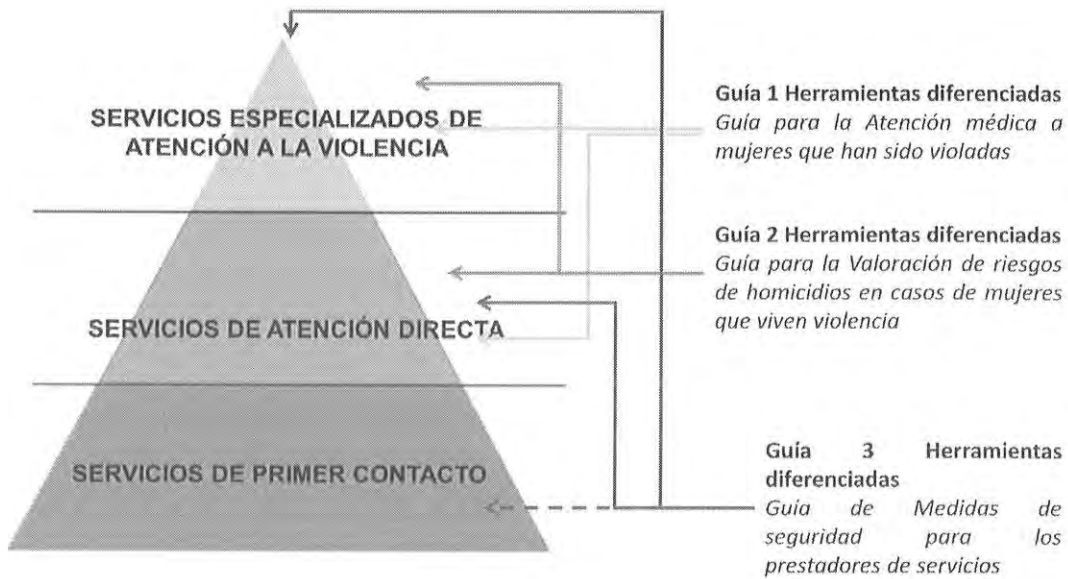 SERVICIOS ESPECIALIZADOS DE
ATENCIÓN A LA VIOLENCIA
SERVICIOS DE ATENCIÓN DIRECTA
SERVICIOS DE PRIMER CONTACTO
Guía 1 Herramientas diferenciadas
Guía para la Atención médica a
mujeres que han sido violadas
Guía 2 Herramientas diferenciadas
Guía para la Valoración de riesgos
de homicidios en casos de mujeres
que viven violencia
Guía 3 Herramientas
diferenciadas
Guía de Medidas de
seguridad para los
prestadores de servicios